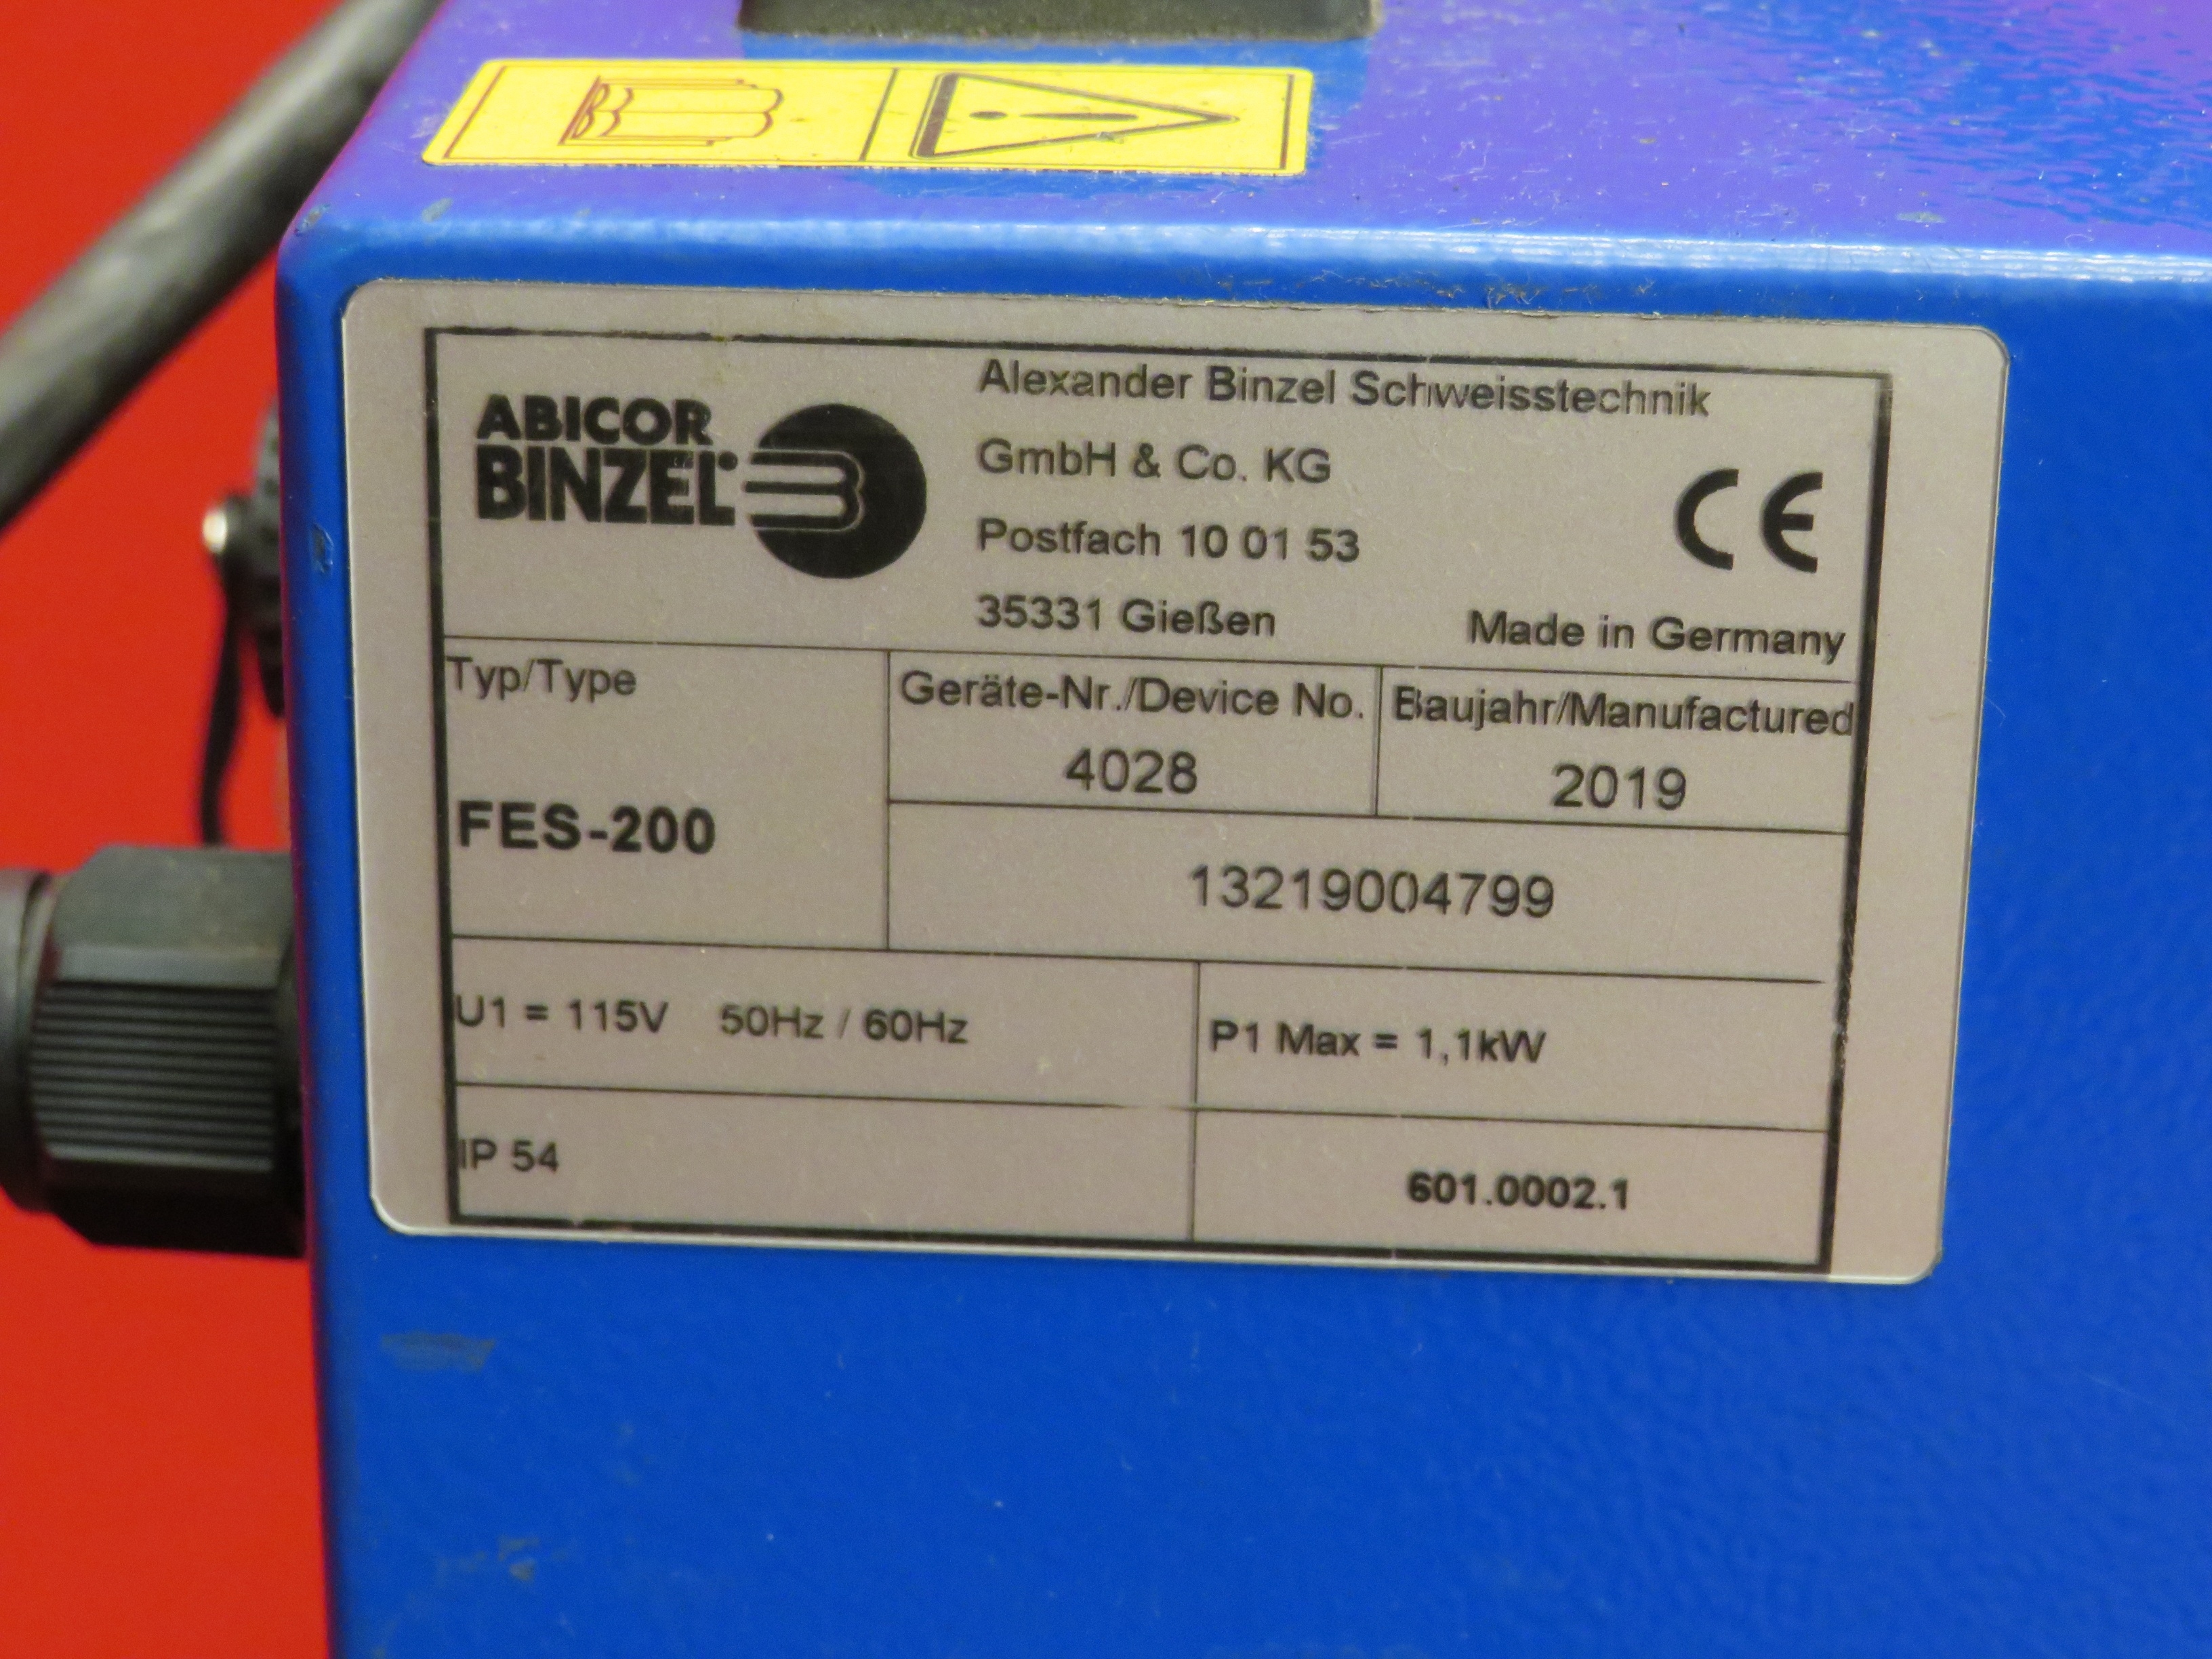 ABICOR
BINZEL
Alexander Binzel Schweisstechnik
GmbH & Co. KG
Postfach 10 01 53
35331 Gießen
CE
Made in Germany
Typ/Type
FES-200
Geräte-Nr./Device No.
4028
Baujahr/Manufactured
2019
13219004799
U1 = 115V 50Hz / 60Hz
P1 Max = 1,1kW
IP 54
601.0002.1